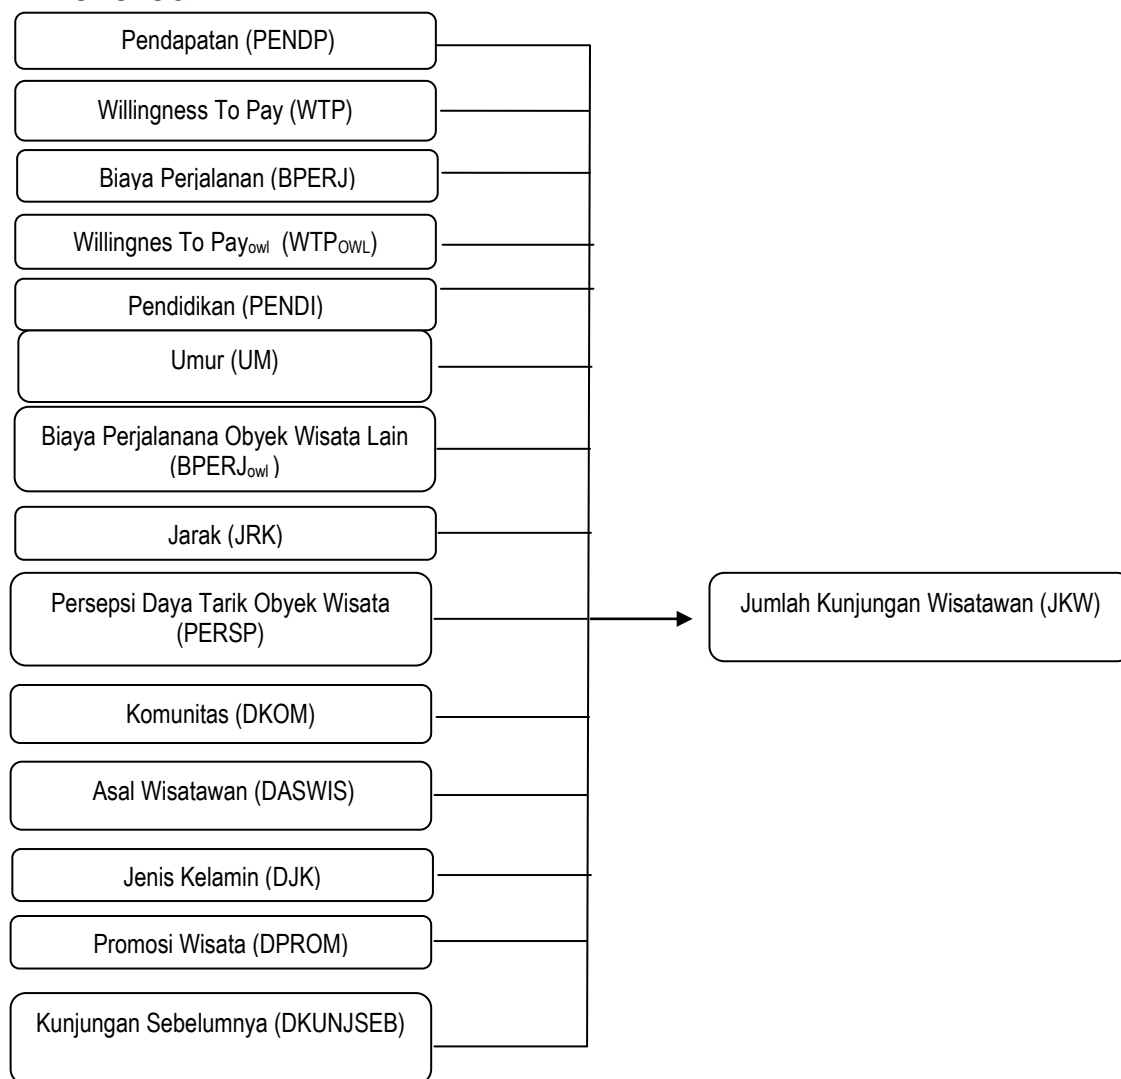 Pendapatan (PENDP)
Willingness To Pay (WTP)
Biaya Perjalanan (BPERJ)
Willingnes To Payowl (WTPOWL)
Pendidikan (PENDI)
Umur (UM)
Biaya Perjalanana Obyek Wisata Lain
(BPERJowl )
Jarak (JRK)
Persepsi Daya Tarik Obyek Wisata
(PERSP)
Jumlah Kunjungan Wisatawan (JKW)
Komunitas (DKOM)
Asal Wisatawan (DASWIS)
Jenis Kelamin (DJK)
Promosi Wisata (DPROM)
Kunjungan Sebelumnya (DKUNJSEB)